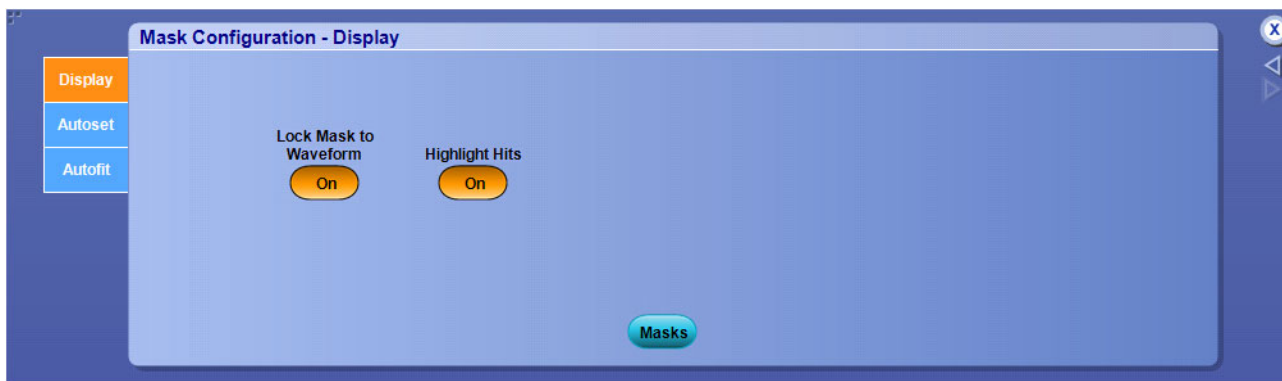 Mask Configuration - Display
X
Display
Autoset
Autofit
Lock Mask to
Waveform
On
Highlight Hits
On
Masks